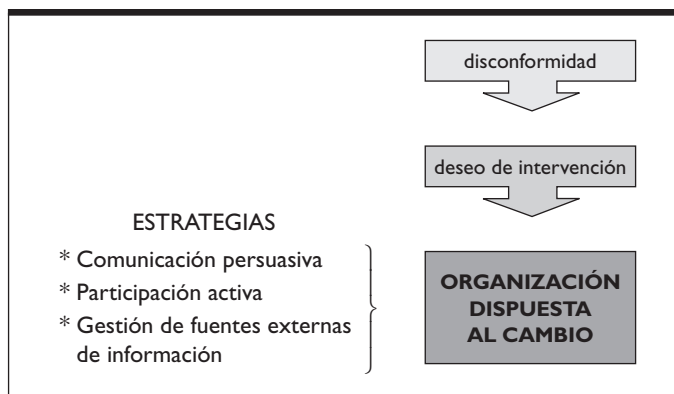 disconformidad
deseo de intervención
ESTRATEGIAS
* Comunicación persuasiva
* Participación activa
* Gestión de fuentes externas
de información
ORGANIZACIÓN
DISPUESTA
AL CAMBIO